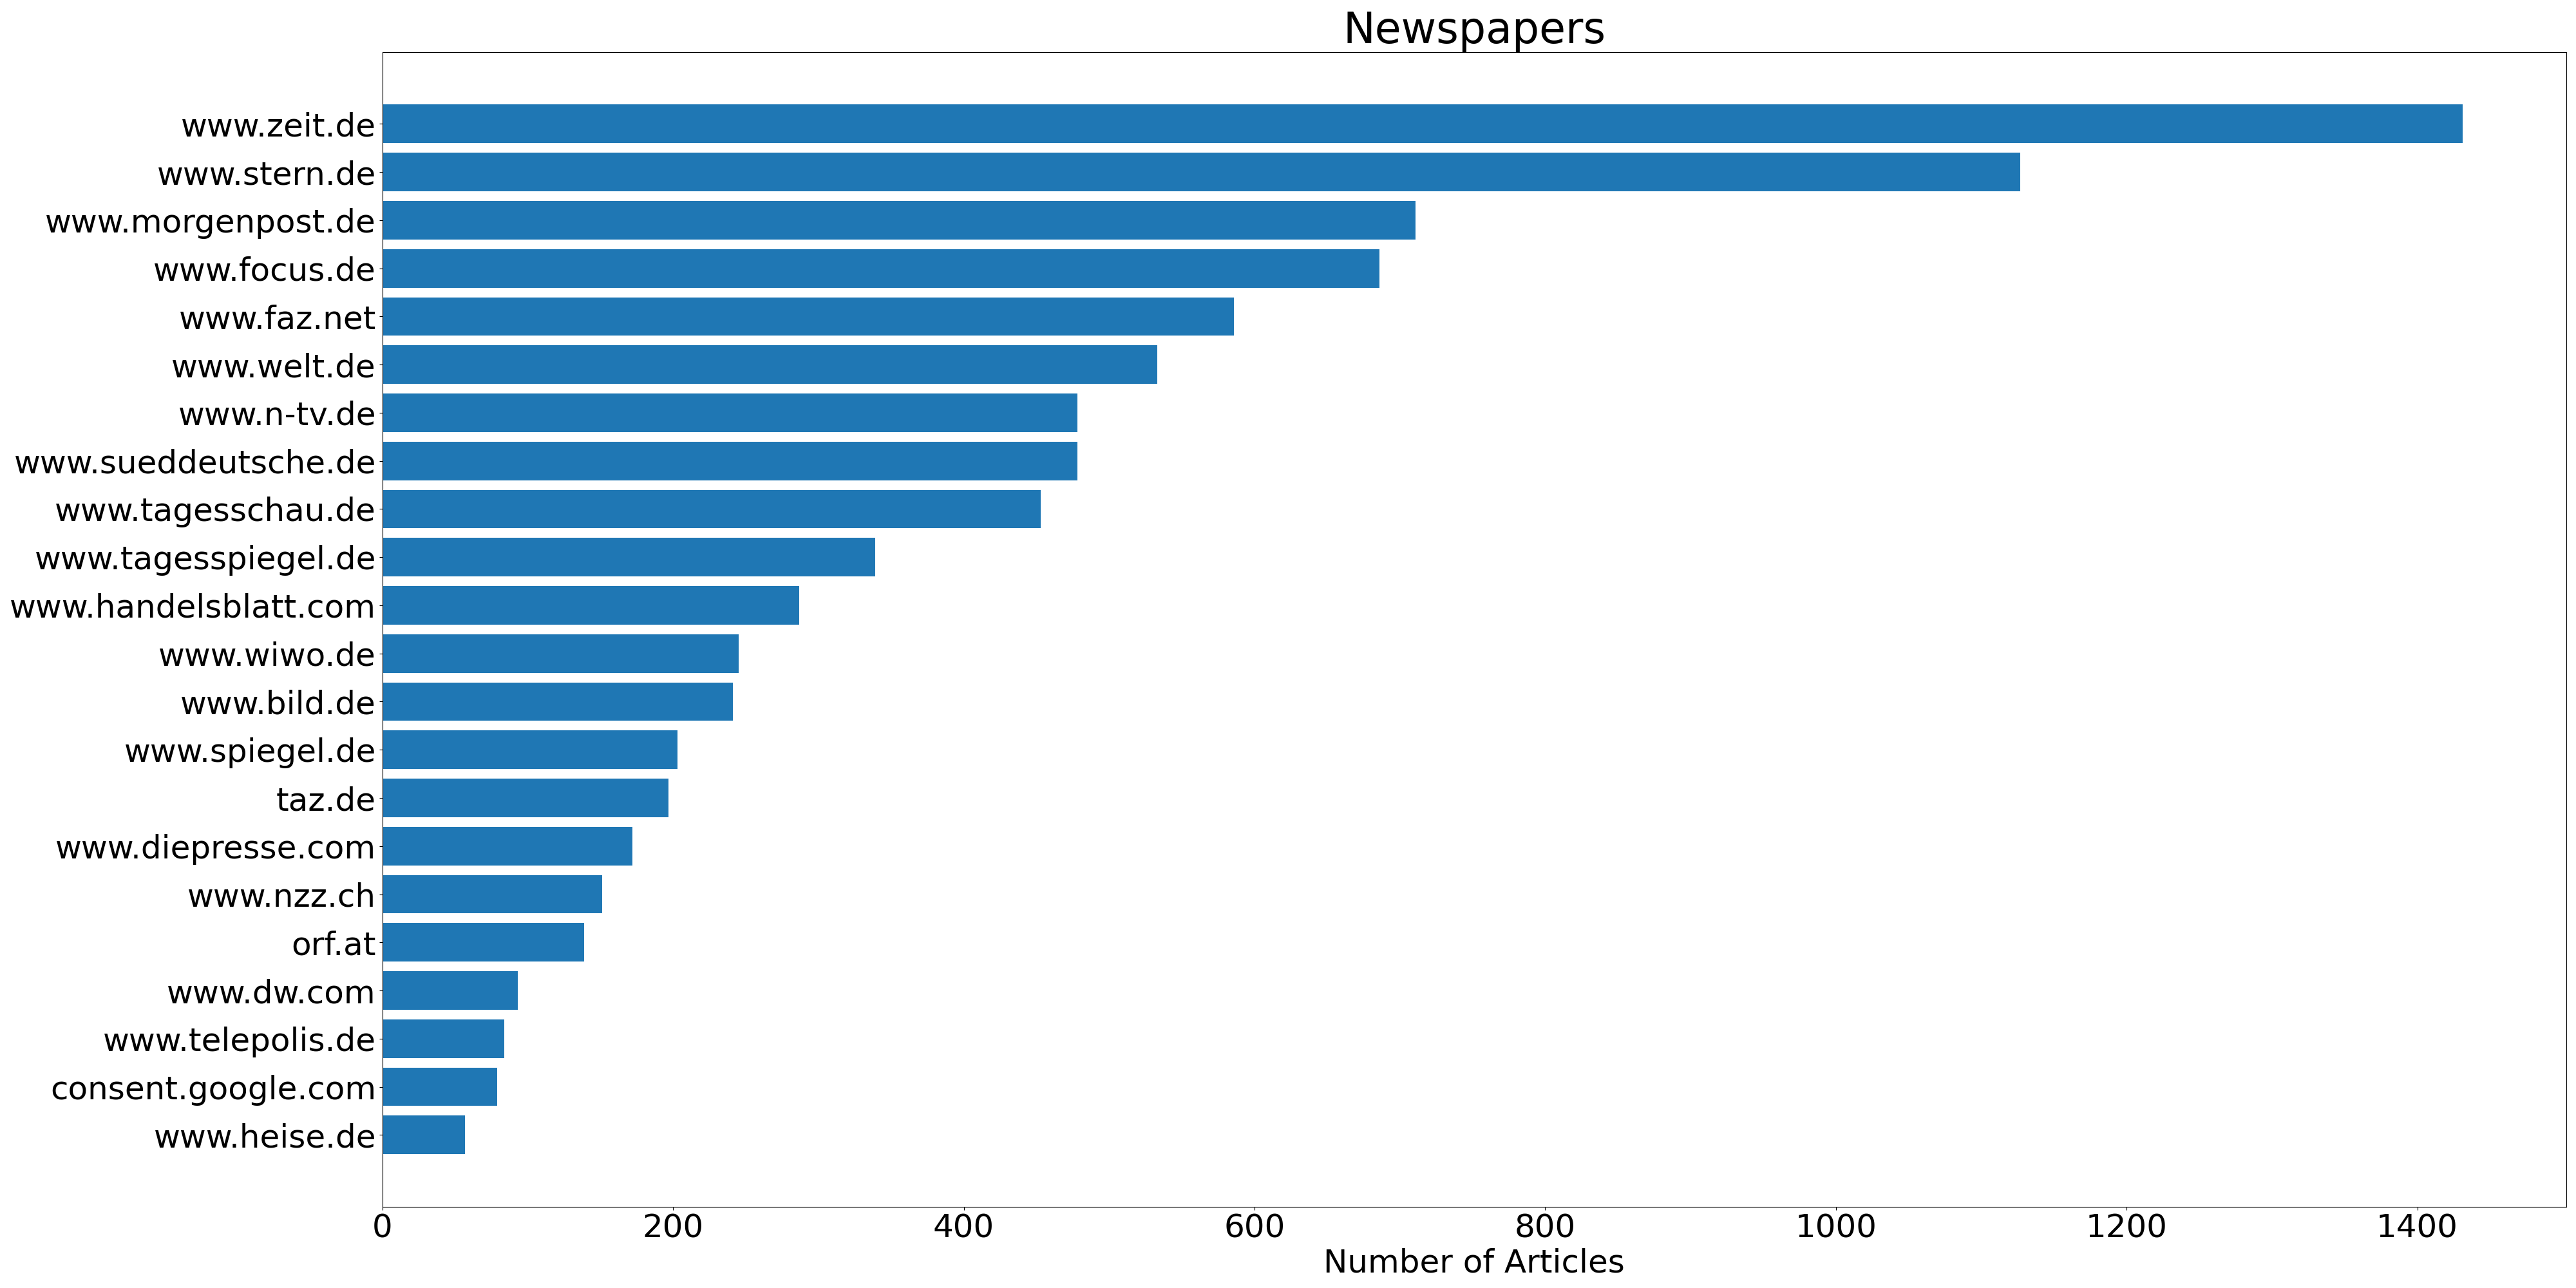 Newspapers
www.zeit.de
www.stern.de
www.morgenpost.de
www.focus.de
www.faz.net
www.welt.de
www.n-tv.de
www.sueddeutsche.de
www.tagesschau.de
www.tagesspiegel.de
www.handelsblatt.com
www.wiwo.de
www.bild.de
www.spiegel.de
taz.de
www.diepresse.com
www.nzz.ch
orf.at
www.dw.com
www.telepolis.de
consent.google.com
www.heise.de
0 200 400 600 800 1000 1200 1400
Number of Articles